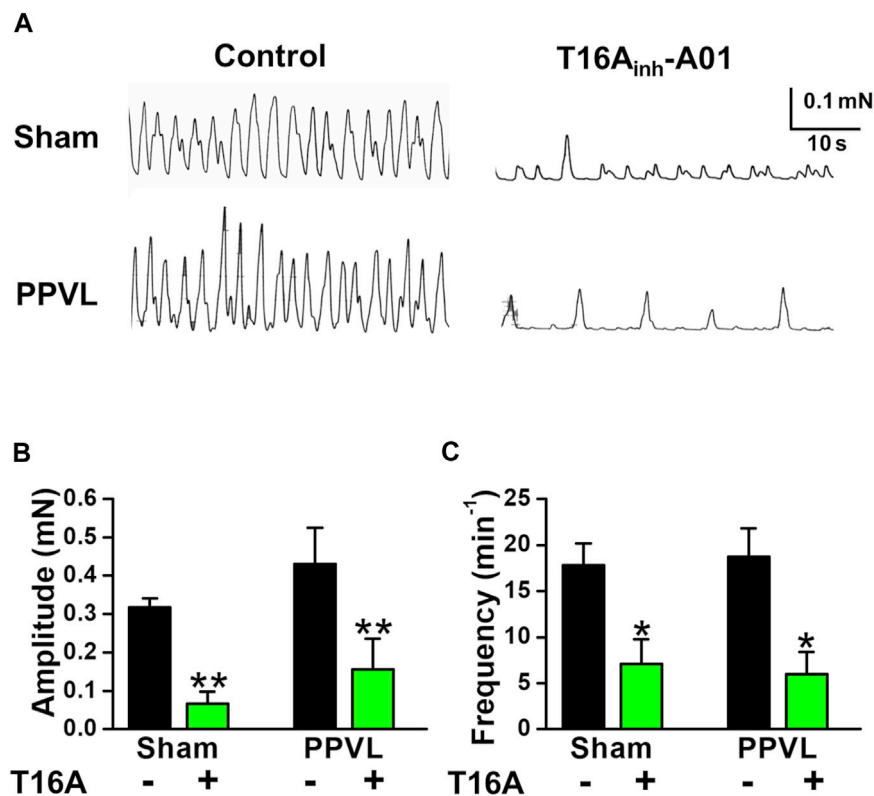 A
Control
T16Ainh-A01
Sham
0.1 mN
10 s
PPVL
B
Amplitude (mN)
0.6
0.5
0.4
0.3
0.2
0.1
0.0
**
**
Sham
PPVL
T16A
- + - +
C
Frequency (min-1)
25
20
15
10
5
0
*
*
Sham
PPVL
T16A
- + - +